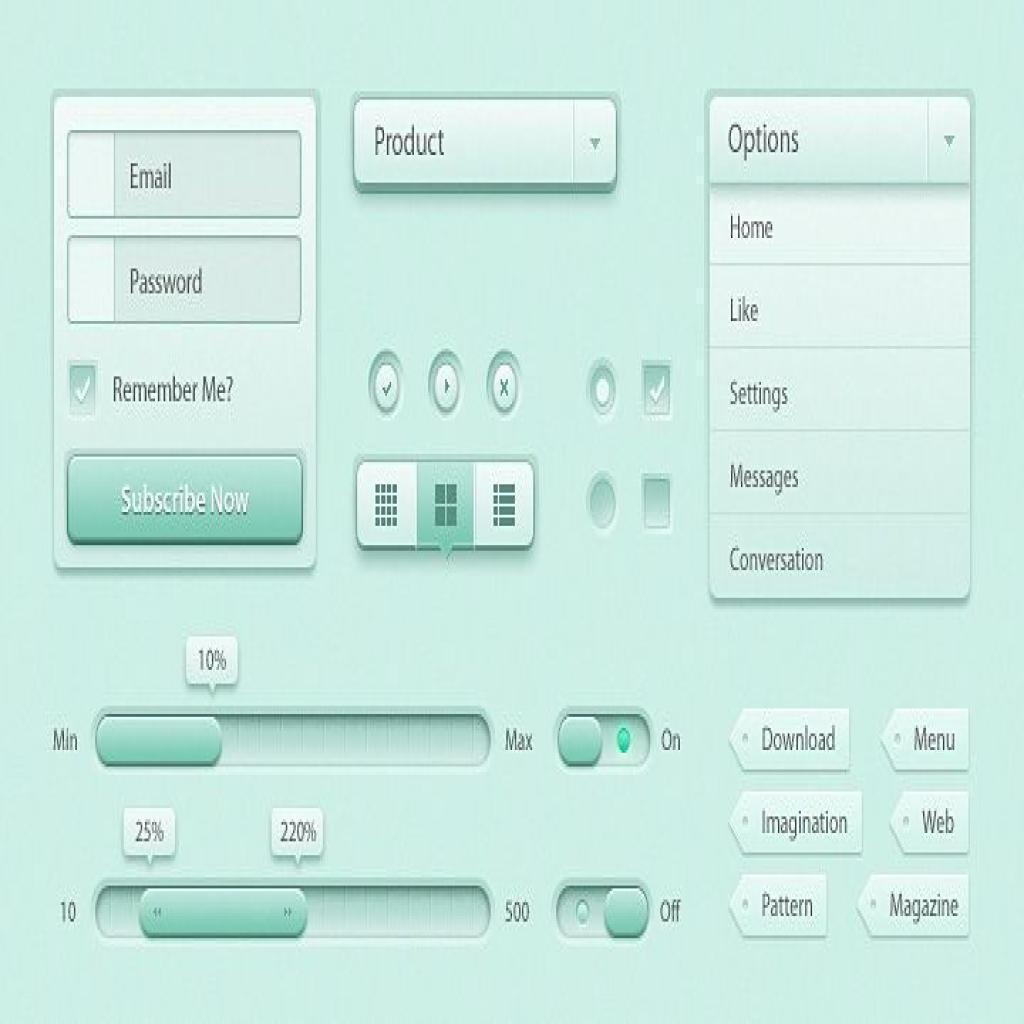 Email
Password
Remember Me?
Subscribe Now
Product
Options
Home
Like
Settings
Messages
Conversation
10%
Min
Max
On
25%
220%
10
500
Off
Download
Menu
Imagination
Web
Pattern
Magazine